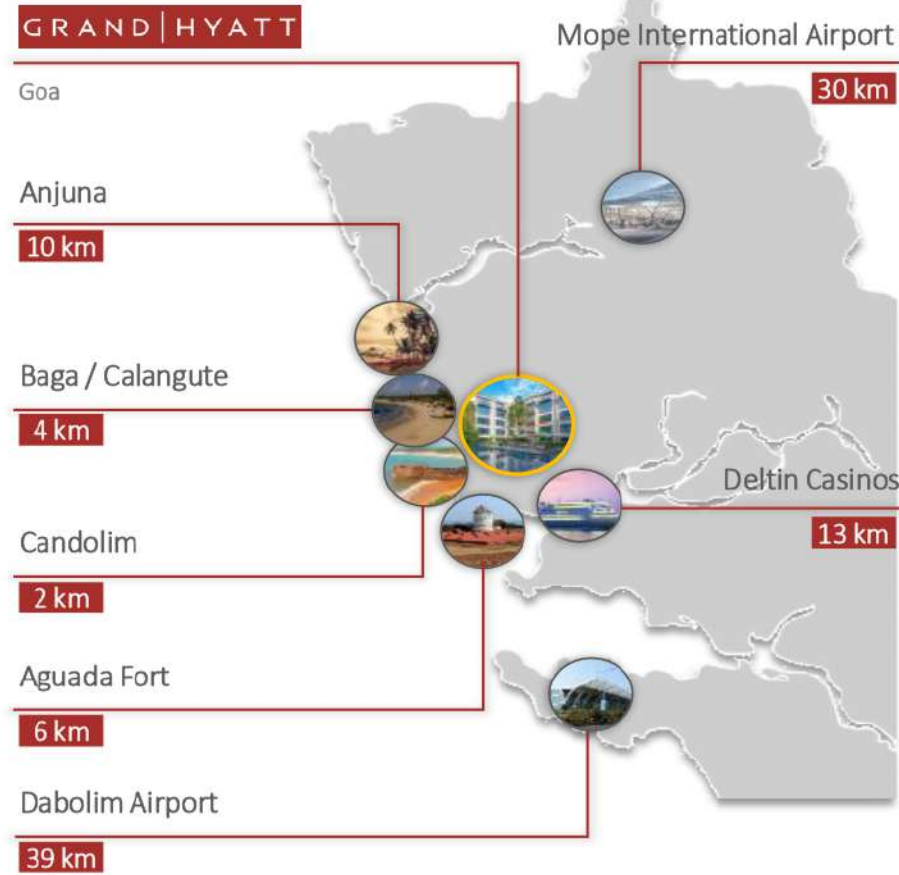 GRAND|HYATT
Goa
Mope International Airport
30 km
Anjuna
10 km
Baga / Calangute
4 km
Deltin Casinos
13 km
Candolim
2 km
Aguada Fort
6 km
Dabolim Airport
39 km